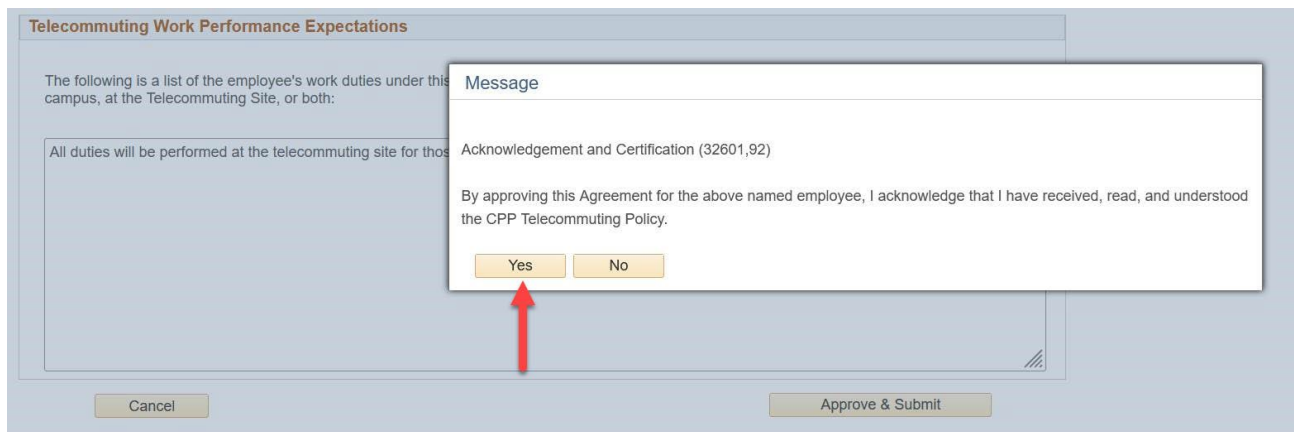 Telecommuting Work Performance Expectations
The following is a list of the employee's work duties under this
campus, at the Telecommuting Site, or both:
All duties will be performed at the telecommuting site for thos
Message
Acknowledgement and Certification (32601,92)
By approving this Agreement for the above named employee, I acknowledge that I have received, read, and understood
the CPP Telecommuting Policy.
Yes No
Cancel Approve & Submit